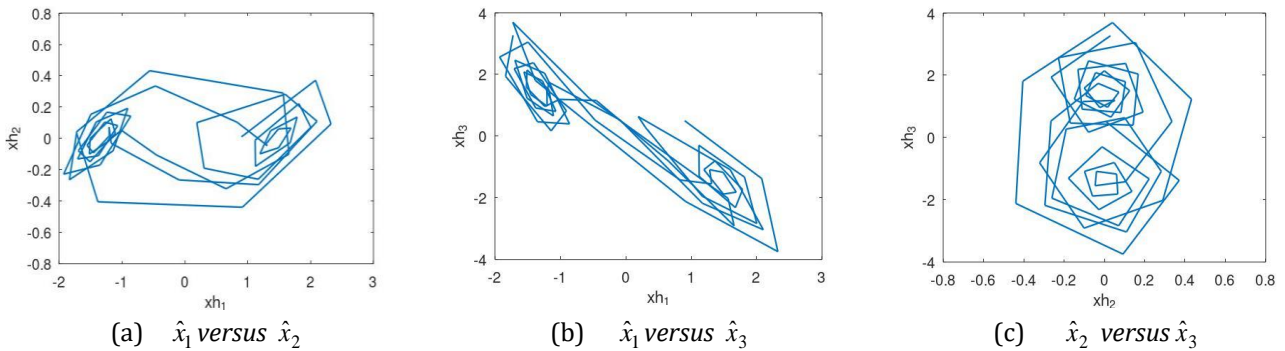 0.8
0.6
0.4
0.2
0
-0.2
-0.4
-0.6
-0.8
-2 -1 0 1 2 3
xh₁
xh₂
4
2
0
-2
-4
-2 -1 0 1 2 3
xh₁
xh₃
4
2
0
-2
-4
-0.8 -0.6 -0.4 -0.2 0 0.2 0.4 0.6 0.8
xh₂
xh₃
(a) x̂₁ versus x̂₂
(b) x̂₁ versus x̂₃
(c) x̂₂ versus x̂₃